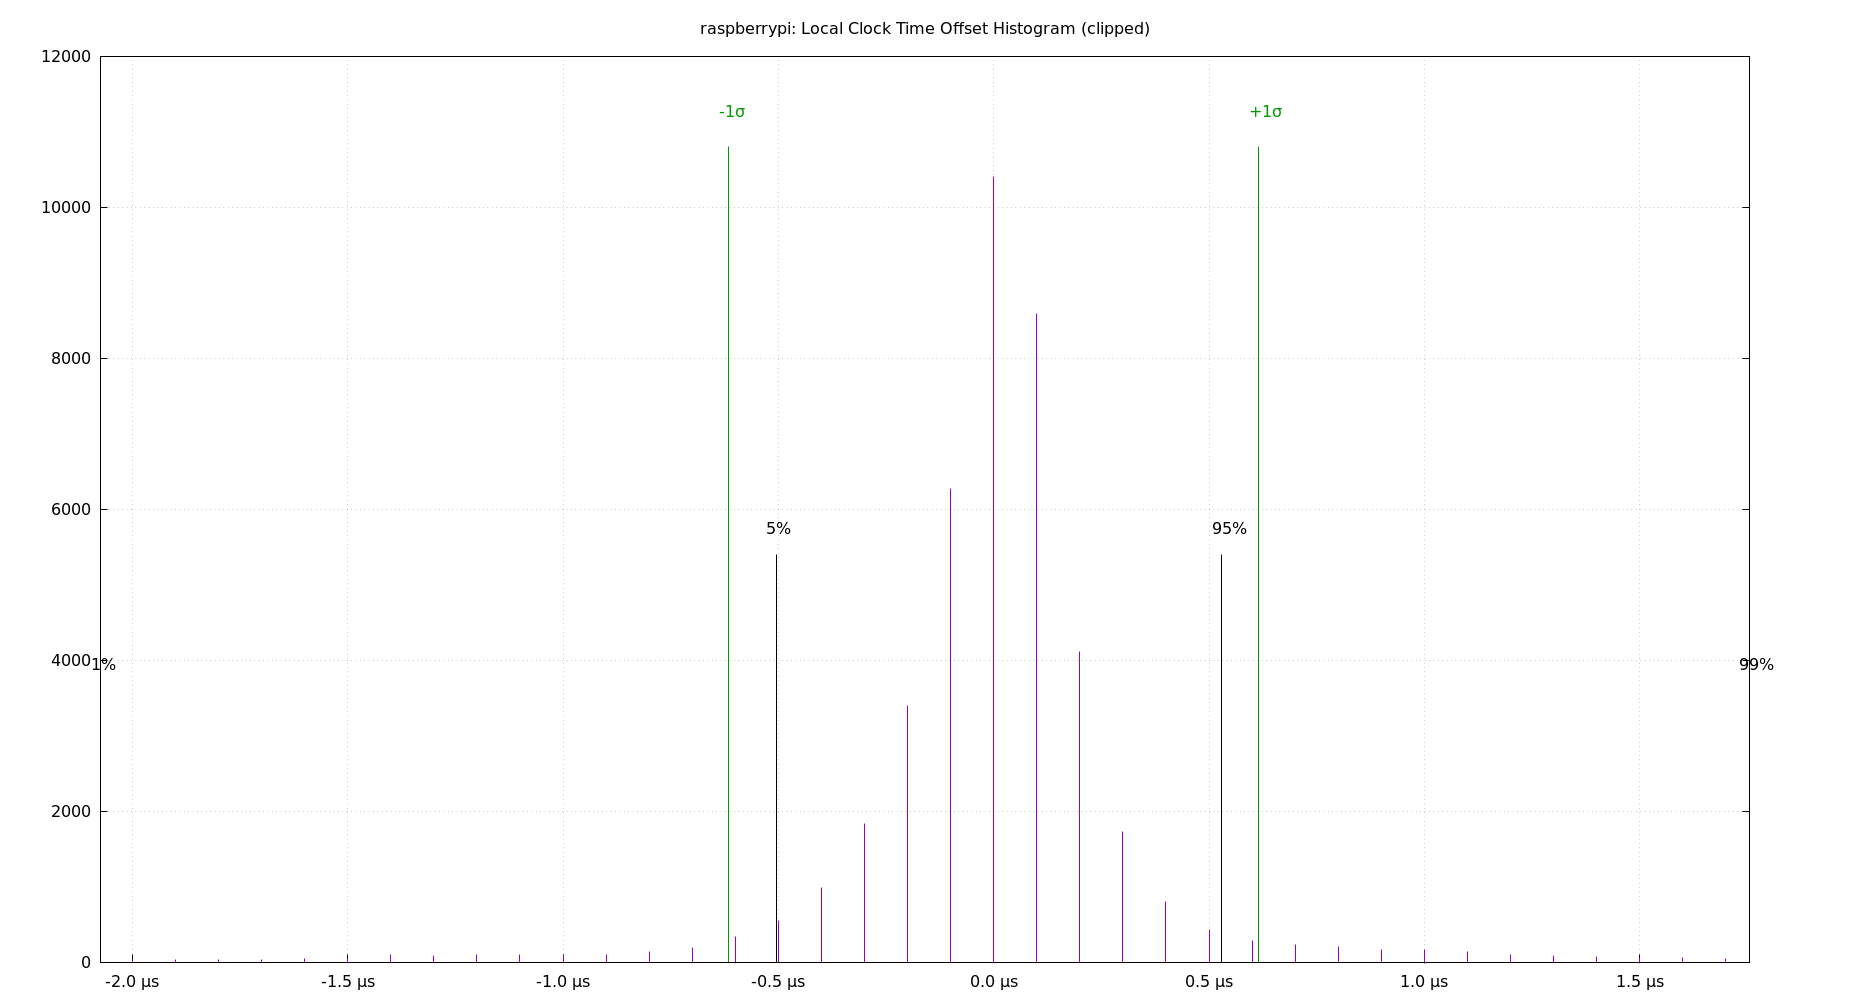 raspberrypi: Local Clock Time Offset Histogram (clipped)
12000
-1σ
+1σ
10000
8000
6000
5%
95%
4000
1%
99%
2000
0
-2.0 µs
-1.5 µs
-1.0 µs
-0.5 µs
0.0 µs
0.5 µs
1.0 µs
1.5 µs